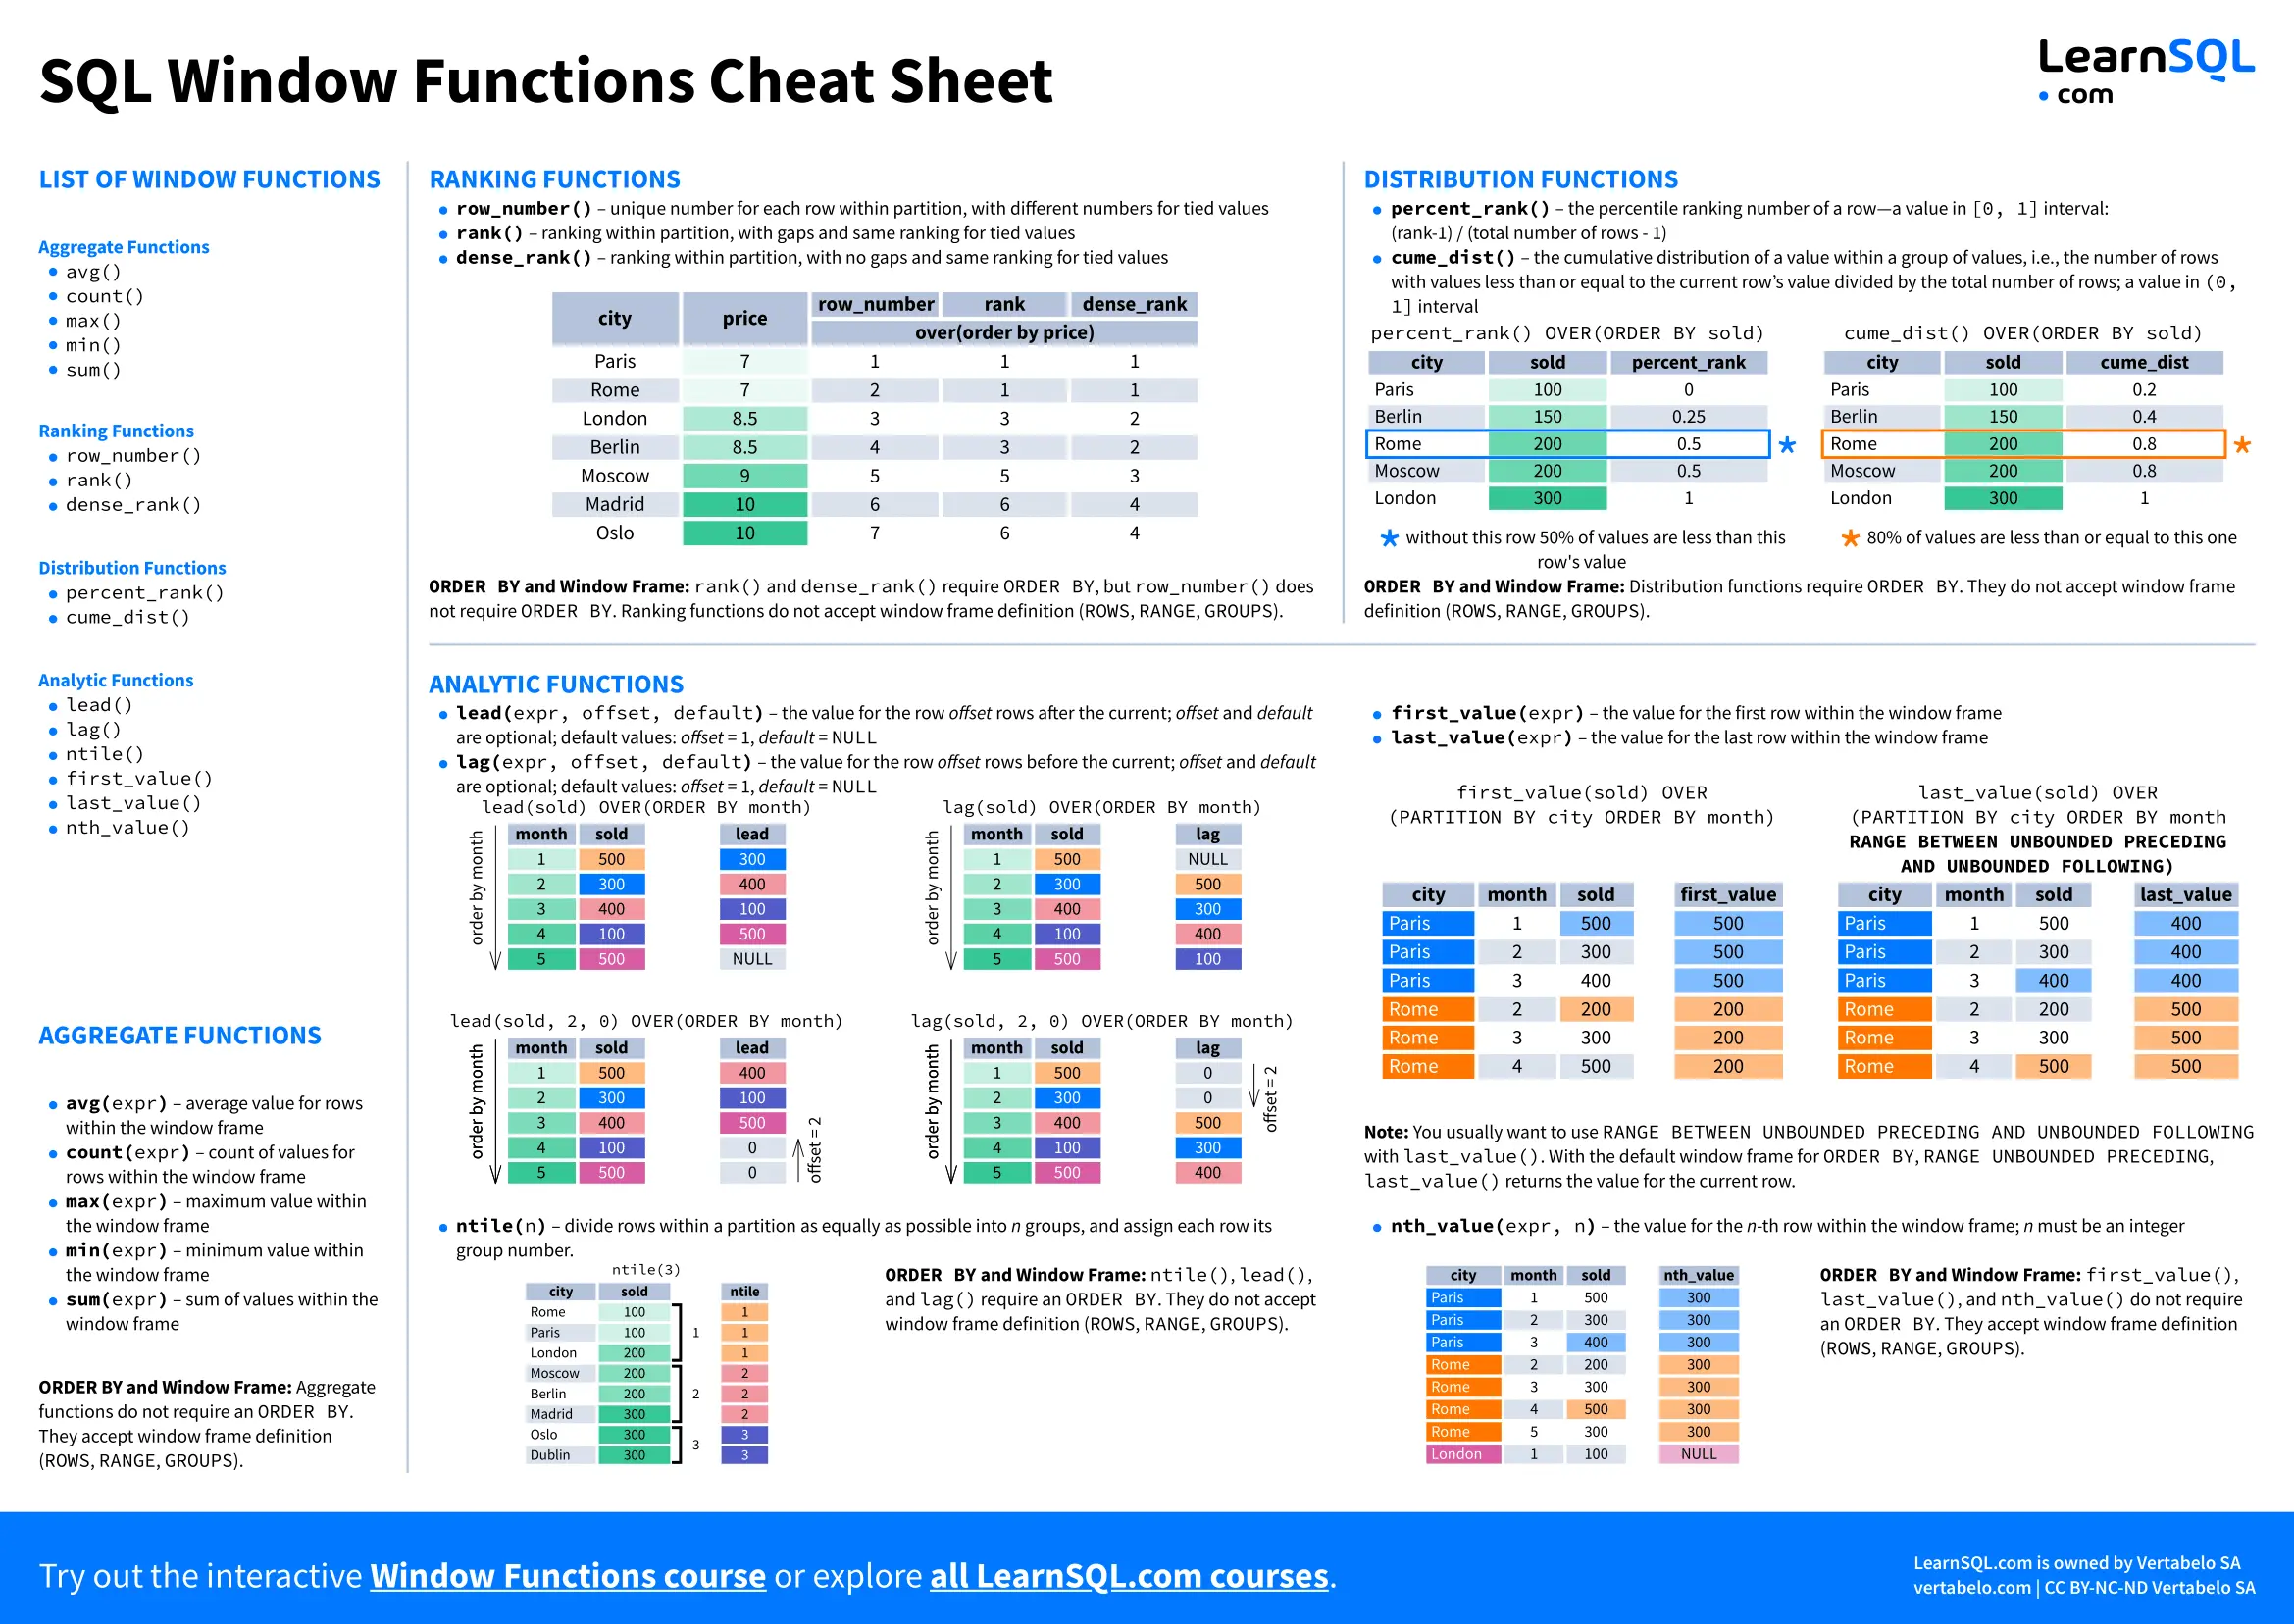 SQL Window Functions Cheat Sheet
LearnSQL
• com
LIST OF WINDOW FUNCTIONS
Aggregate Functions
• avg()
• count()
• max()
• min()
• sum()
Ranking Functions
• row_number()
• rank()
• dense_rank()
Distribution Functions
• percent_rank()
• cume_dist()
Analytic Functions
• lead()
• lag()
• ntile()
• first_value()
• last_value()
• nth_value()
AGGREGATE FUNCTIONS
• avg(expr) – average value for rows
within the window frame
• count(expr) – count of values for
rows within the window frame
• max(expr) – maximum value within
the window frame
• min(expr) – minimum value within
the window frame
• sum(expr) – sum of values within the
window frame
ORDER BY and Window Frame: Aggregate
functions do not require an ORDER BY.
They accept window frame definition
(ROWS, RANGE, GROUPS).
RANKING FUNCTIONS
• row_number() – unique number for each row within partition, with different numbers for tied values
• rank() – ranking within partition, with gaps and same ranking for tied values
• dense_rank() – ranking within partition, with no gaps and same ranking for tied values
city price row_number rank dense_rank
over(order by price)
Paris 7 1 1 1
Rome 7 2 1 1
London 8.5 3 3 2
Berlin 8.5 4 3 2
Moscow 9 5 5 3
Madrid 10 6 6 4
Oslo 10 7 6 4
ORDER BY and Window Frame: rank() and dense_rank() require ORDER BY, but row_number() does
not require ORDER BY. Ranking functions do not accept window frame definition (ROWS, RANGE, GROUPS).
DISTRIBUTION FUNCTIONS
• percent_rank() – the percentile ranking number of a row—a value in [0, 1] interval:
(rank-1) / (total number of rows - 1)
• cume_dist() – the cumulative distribution of a value within a group of values, i.e., the number of rows
with values less than or equal to the current row’s value divided by the total number of rows; a value in (0,
1] interval
percent_rank() OVER(ORDER BY sold)
city sold percent_rank
Paris 100 0
Berlin 150 0.25
Rome 200 0.5 *
Moscow 200 0.5
London 300 1
* without this row 50% of values are less than this
row's value
cume_dist() OVER(ORDER BY sold)
city sold cume_dist
Paris 100 0.2
Berlin 150 0.4
Rome 200 0.8 *
Moscow 200 0.8
London 300 1
* 80% of values are less than or equal to this one
ORDER BY and Window Frame: Distribution functions require ORDER BY. They do not accept window frame
definition (ROWS, RANGE, GROUPS).
ANALYTIC FUNCTIONS
• lead(expr, offset, default) – the value for the row offset rows after the current; offset and default
are optional; default values: offset = 1, default = NULL
• lag(expr, offset, default) – the value for the row offset rows before the current; offset and default
are optional; default values: offset = 1, default = NULL
lead(sold) OVER(ORDER BY month)
order by month
month sold lead
1 500 300
2 300 400
3 400 100
4 100 500
5 500 NULL
lag(sold) OVER(ORDER BY month)
order by month
month sold lag
1 500 NULL
2 300 500
3 400 300
4 100 400
5 500 100
lead(sold, 2, 0) OVER(ORDER BY month)
order by month
month sold lead
1 500 400
2 300 100
3 400 500
4 100 0
5 500 0
offset = 2
lag(sold, 2, 0) OVER(ORDER BY month)
order by month
month sold lag
1 500 0
2 300 0
3 400 500
4 100 300
5 500 400
offset = 2
• ntile(n) – divide rows within a partition as equally as possible into n groups, and assign each row its
group number.
ntile(3)
city sold ntile
Rome 100 1
Paris 100 1 1
London 200 1
Moscow 200 2
Berlin 200 2 2
Madrid 300 2
Oslo 300 3
3
Dublin 300 3
ORDER BY and Window Frame: ntile(), lead(),
and lag() require an ORDER BY. They do not accept
window frame definition (ROWS, RANGE, GROUPS).
• first_value(expr) – the value for the first row within the window frame
• last_value(expr) – the value for the last row within the window frame
first_value(sold) OVER
(PARTITION BY city ORDER BY month)
city month sold first_value
Paris 1 500 500
Paris 2 300 500
Paris 3 400 500
Rome 2 200 200
Rome 3 300 200
Rome 4 500 200
last_value(sold) OVER
(PARTITION BY city ORDER BY month
RANGE BETWEEN UNBOUNDED PRECEDING
AND UNBOUNDED FOLLOWING)
city month sold last_value
Paris 1 500 400
Paris 2 300 400
Paris 3 400 400
Rome 2 200 500
Rome 3 300 500
Rome 4 500 500
Note: You usually want to use RANGE BETWEEN UNBOUNDED PRECEDING AND UNBOUNDED FOLLOWING
with last_value(). With the default window frame for ORDER BY, RANGE UNBOUNDED PRECEDING,
last_value() returns the value for the current row.
• nth_value(expr, n) – the value for the n-th row within the window frame; n must be an integer
city month sold nth_value
Paris 1 500 300
Paris 2 300 300
Paris 3 400 300
Rome 2 200 300
Rome 3 300 300
Rome 4 500 300
Rome 5 300 300
London 1 100 NULL
ORDER BY and Window Frame: first_value(),
last_value(), and nth_value() do not require
an ORDER BY. They accept window frame definition
(ROWS, RANGE, GROUPS).
Try out the interactive Window Functions course or explore all LearnSQL.com courses.
LearnSQL.com is owned by Vertabelo SA
vertabelo.com | CC BY-NC-ND Vertabelo SA